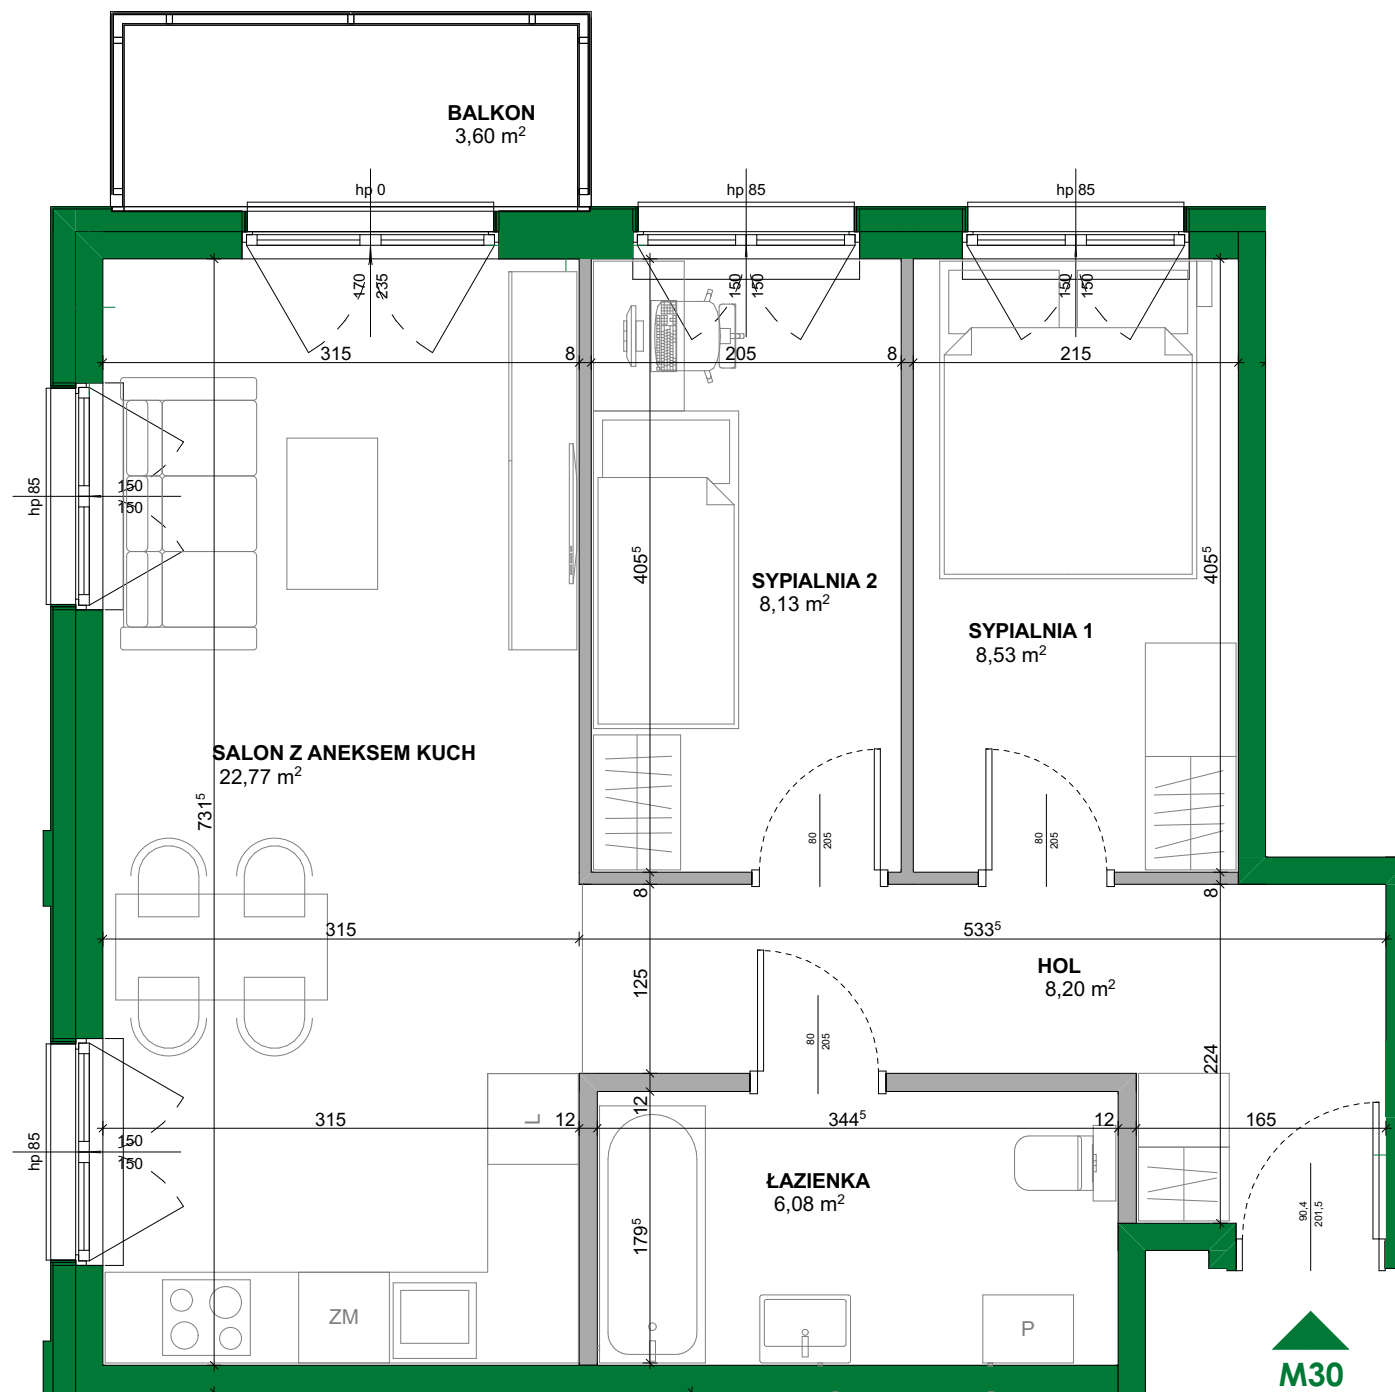 BALKON
3,60 m²
hp 0
hp 85
hp 85
170
235
150
150
150
150
315
8
205
8
215
hp 85
150
150
405⁵
405⁵
SYPIALNIA 2
8,13 m²
SYPIALNIA 1
8,53 m²
SALON Z ANEKSEM KUCH
22,77 m²
731⁵
80
205
80
205
8
8
315
533⁵
HOL
8,20 m²
125
80
205
224
hp 85
150
150
12
L
315
12
344⁵
12
165
ŁAZIENKA
6,08 m²
179⁵
90,4
201,5
ZM
P
M30